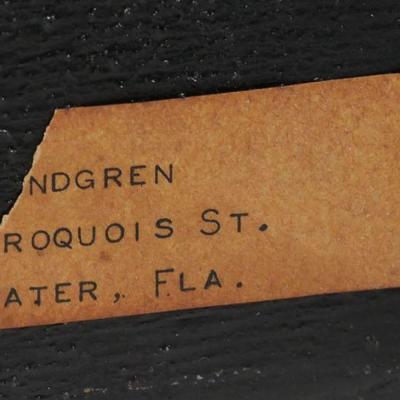 NDGREN
ROQUOIS ST.
ATER, FLA.